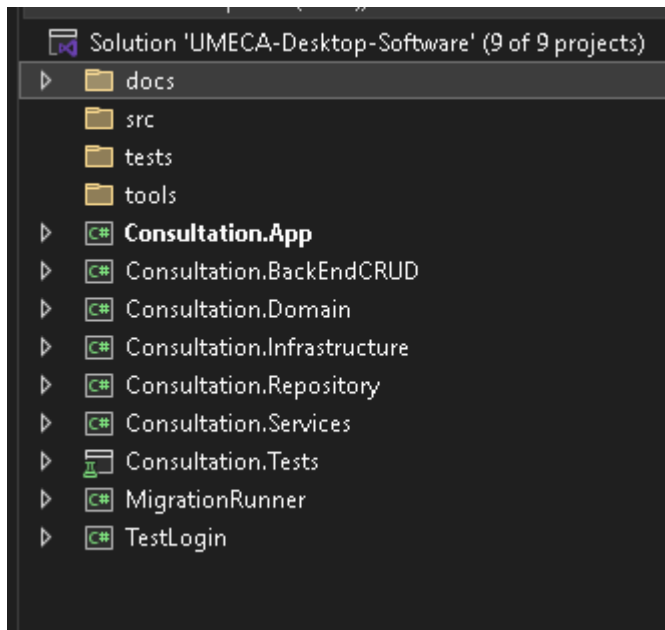 Solution 'UMECA-Desktop-Software' (9 of 9 projects)
docs
src
tests
tools
C# Consultation.App
C# Consultation.BackEndCRUD
C# Consultation.Domain
C# Consultation.Infrastructure
C# Consultation.Repository
C# Consultation.Services
Consultation.Tests
C# MigrationRunner
C# TestLogin